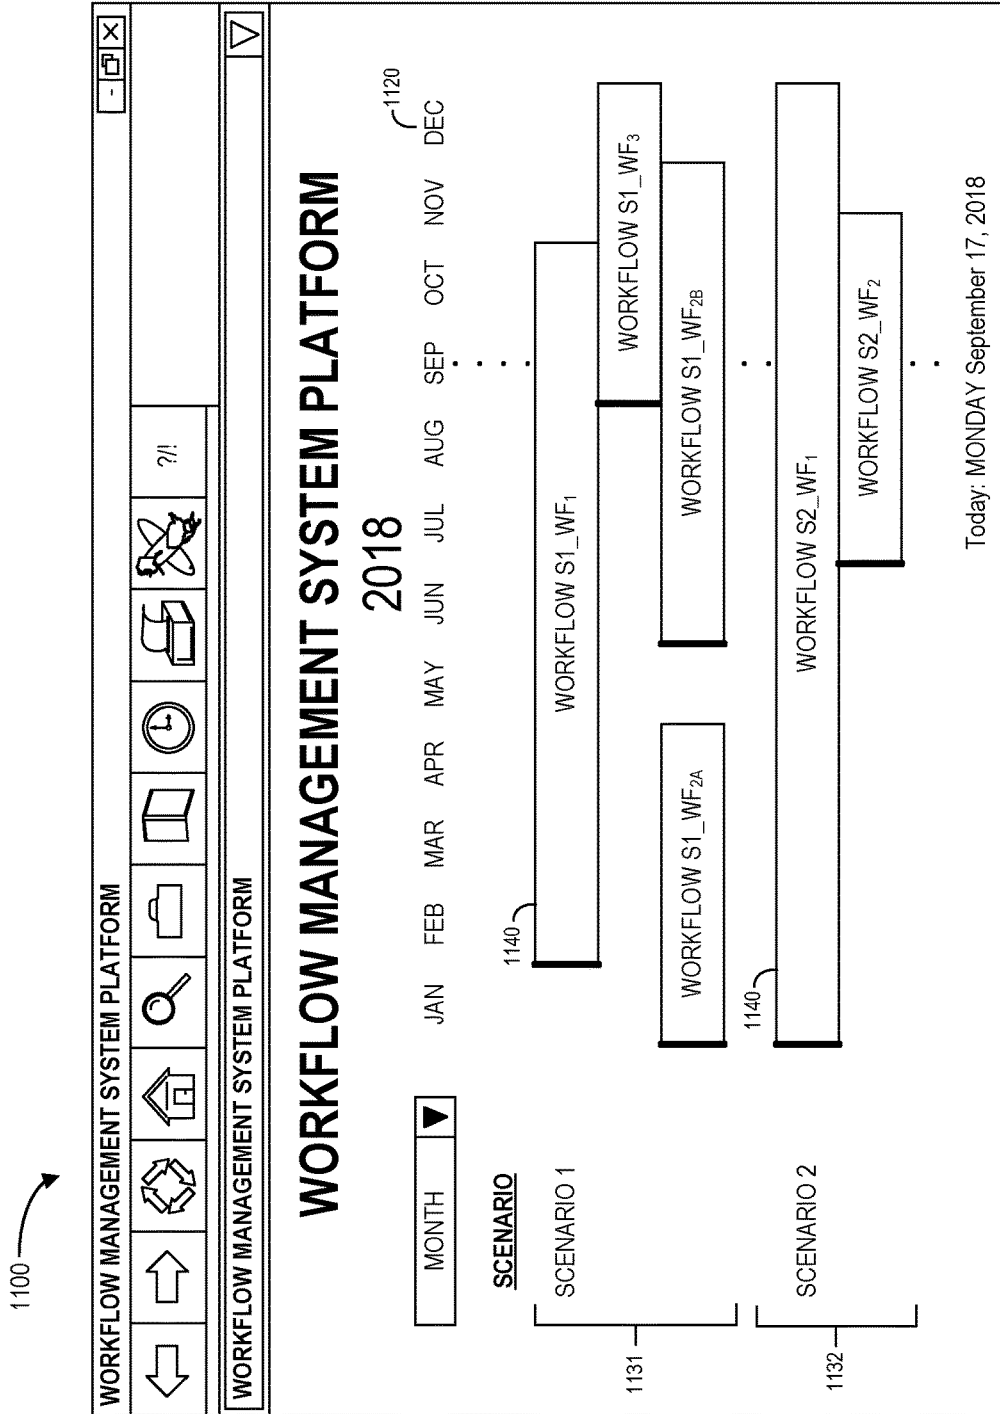 1100
WORKFLOW MANAGEMENT SYSTEM PLATFORM
?/!
WORKFLOW MANAGEMENT SYSTEM PLATFORM
WORKFLOW MANAGEMENT SYSTEM PLATFORM
2018
1120
MONTH JAN FEB MAR APR MAY JUN JUL AUG SEP OCT NOV DEC
SCENARIO
1140
SCENARIO 1
WORKFLOW S1_WF1
WORKFLOW S1_WF3
1131
WORKFLOW S1_WF2A
WORKFLOW S1_WF2B
1140
SCENARIO 2
WORKFLOW S2_WF1
1132
WORKFLOW S2_WF2
Today: MONDAY September 17, 2018